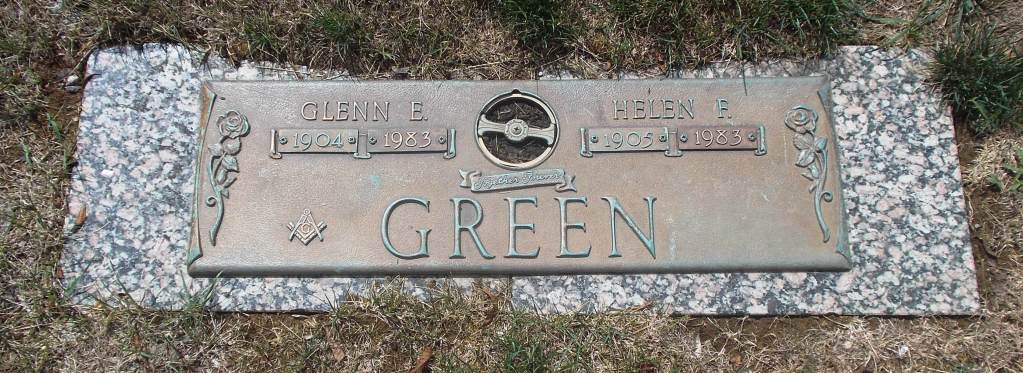 GLENN E. HELEN F.
1904 1983 1905 1983
Together Forever
GREEN
G